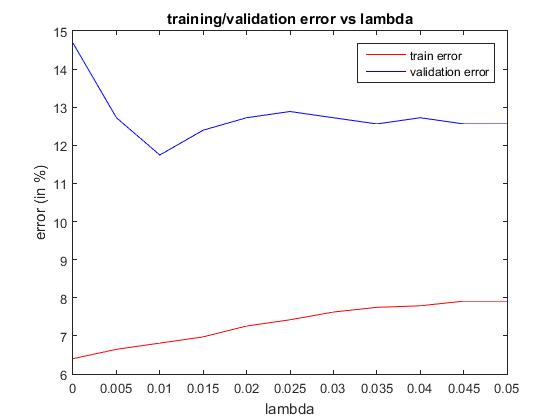 training/validation error vs lambda
train error
validation error
15
14
13
12
11
10
9
8
7
6
error (in %)
0 0.005 0.01 0.015 0.02 0.025 0.03 0.035 0.04 0.045 0.05
lambda